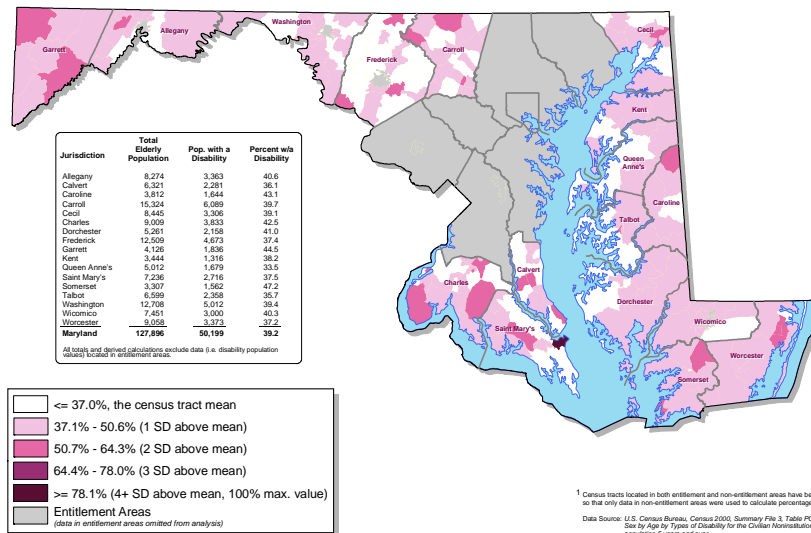 Garrett
Allegany
Washington
Frederick
Carroll
Cecil
Kent
Queen
Anne's
Caroline
Talbot
Charles
Calvert
Saint Mary's
Dorchester
Wicomico
Worcester
Somerset
Jurisdiction Total Elderly Population Pop. with a Disability Percent w/a Disability
Allegany 8,274 3,363 40.6
Calvert 6,321 2,281 36.1
Caroline 3,812 1,644 43.1
Carroll 15,324 6,089 39.7
Cecil 8,445 3,306 39.1
Charles 9,009 3,833 42.5
Dorchester 5,261 2,158 41.0
Frederick 12,509 4,673 37.4
Garrett 4,126 1,836 44.5
Kent 3,444 1,316 38.2
Queen Anne's 5,012 1,679 33.5
Saint Mary's 7,236 2,716 37.5
Somerset 3,307 1,562 47.2
Talbot 6,599 2,358 35.7
Washington 12,708 5,012 39.4
Wicomico 7,451 3,000 40.3
Worcester 9,058 3,373 37.2
Maryland 127,896 50,199 39.2
All totals and derived calculations exclude data (i.e. disability population
values) located in entitlement areas.
<= 37.0%, the census tract mean
37.1% - 50.6% (1 SD above mean)
50.7% - 64.3% (2 SD above mean)
64.4% - 78.0% (3 SD above mean)
>= 78.1% (4+ SD above mean, 100% max. value)
Entitlement Areas
(data in entitlement areas omitted from analysis)
1 Census tracts located in both entitlement and non-entitlement areas have be
so that only data in non-entitlement areas were used to calculate percentage
Data Source: U.S. Census Bureau, Census 2000, Summary File 3, Table PC
Sex by Age by Types of Disability for the Civilian Noninstitution